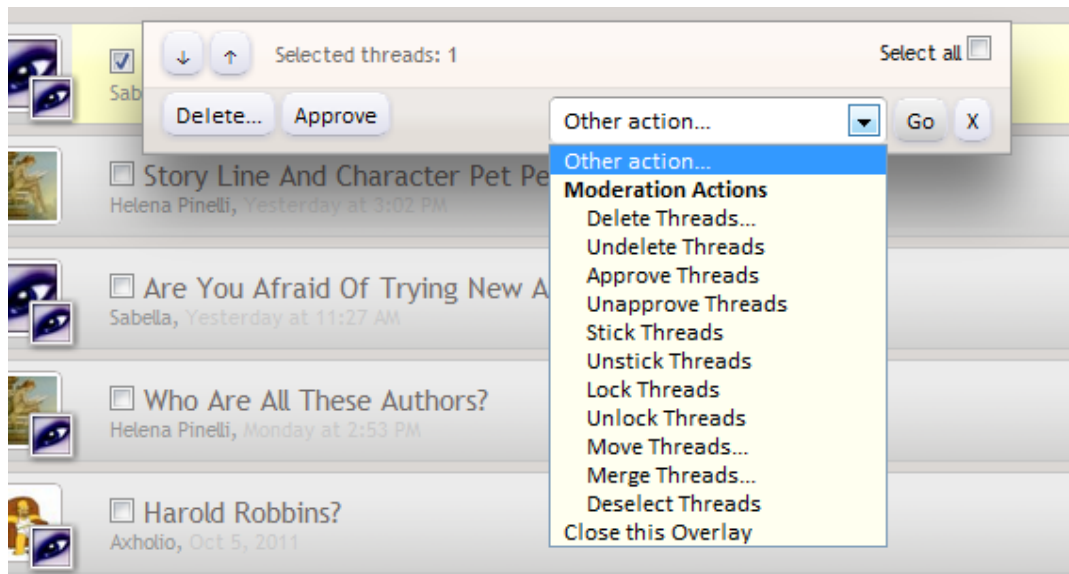 Selected threads: 1
Select all
Sab
Delete...
Approve
Other action...
Go
X
Other action...
Moderation Actions
Delete Threads...
Undelete Threads
Approve Threads
Unapprove Threads
Stick Threads
Unstick Threads
Lock Threads
Unlock Threads
Move Threads...
Merge Threads...
Deselect Threads
Close this Overlay
Story Line And Character Pet Pe
Helena Pinelli, Yesterday at 3:02 PM
Are You Afraid Of Trying New A
Sabella, Yesterday at 11:27 AM
Who Are All These Authors?
Helena Pinelli, Monday at 2:53 PM
Harold Robbins?
Axholio, Oct 5, 2011